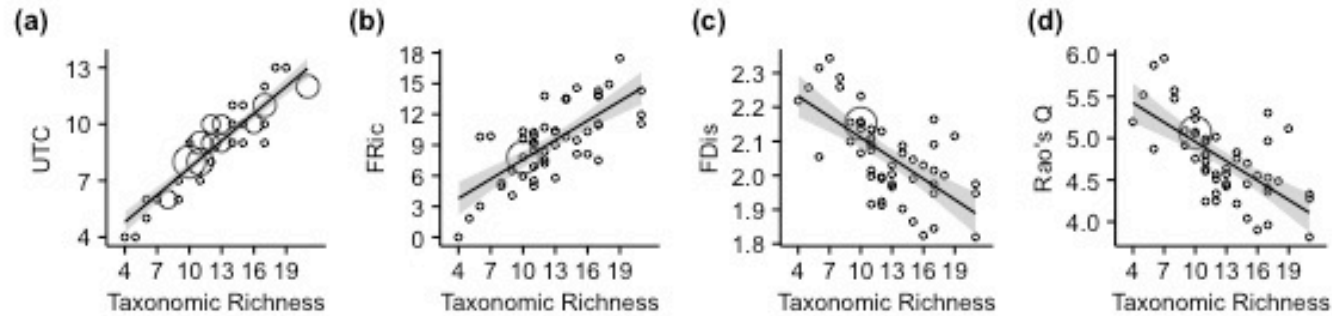 (a) (b) (c) (d)
UTC
13
10
7
4
4 7 10 13 16 19
Taxonomic Richness
FRic
18
15
12
9
6
3
0
4 7 10 13 16 19
Taxonomic Richness
FDis
2.3
2.2
2.1
2.0
1.9
1.8
4 7 10 13 16 19
Taxonomic Richness
Rao's Q
6.0
5.5
5.0
4.5
4.0
4 7 10 13 16 19
Taxonomic Richness